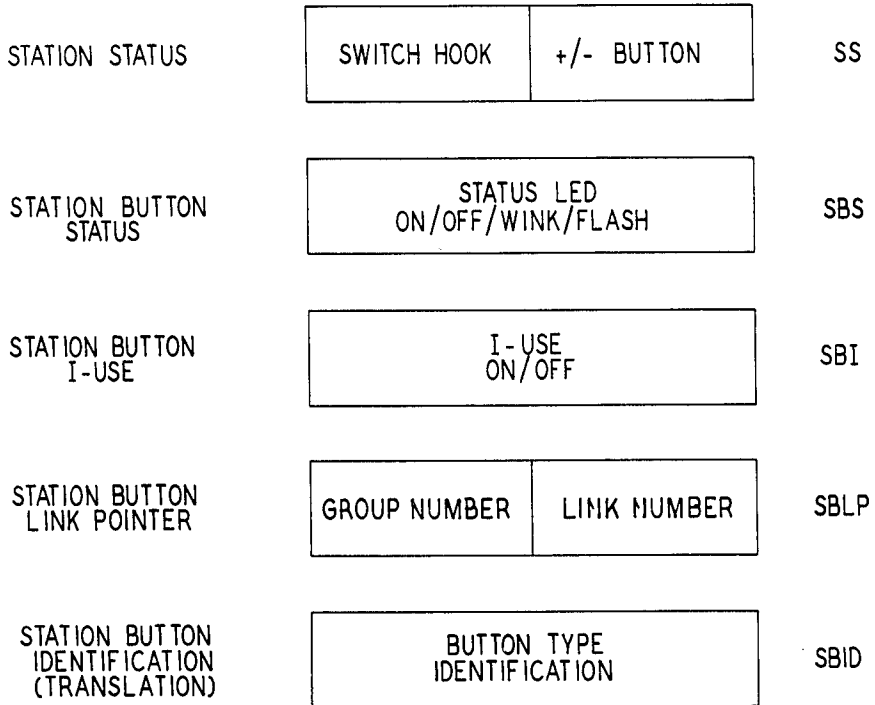 STATION STATUS
SWITCH HOOK
+/- BUTTON
SS
STATION BUTTON
STATUS
STATUS LED
ON/OFF/WINK/FLASH
SBS
STATION BUTTON
I-USE
I-USE
ON/OFF
SBI
STATION BUTTON
LINK POINTER
GROUP NUMBER
LINK NUMBER
SBLP
STATION BUTTON
IDENTIFICATION
(TRANSLATION)
BUTTON TYPE
IDENTIFICATION
SBID